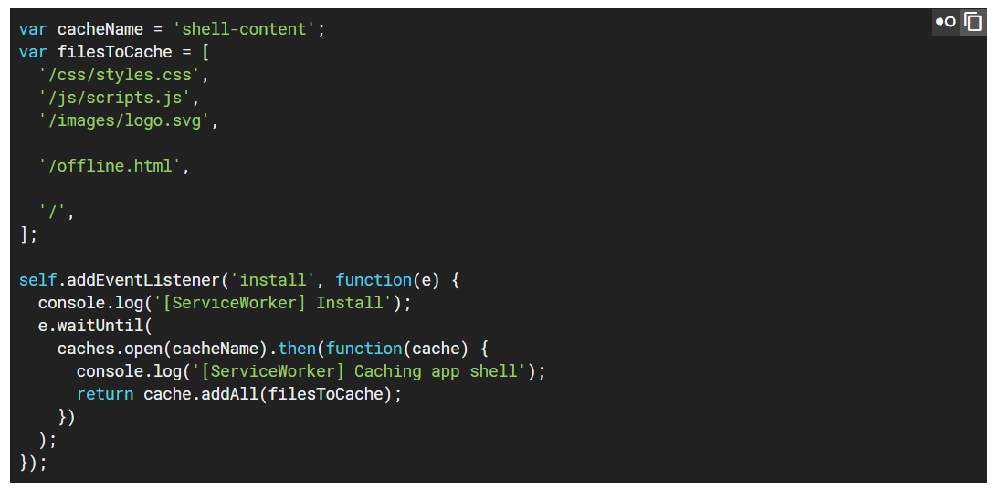 var cacheName = 'shell-content';
var filesToCache = [
  '/css/styles.css',
  '/js/scripts.js',
  '/images/logo.svg',

  '/offline.html',

  '/',
];

self.addEventListener('install', function(e) {
  console.log('[ServiceWorker] Install');
  e.waitUntil(
    caches.open(cacheName).then(function(cache) {
      console.log('[ServiceWorker] Caching app shell');
      return cache.addAll(filesToCache);
    })
  );
});